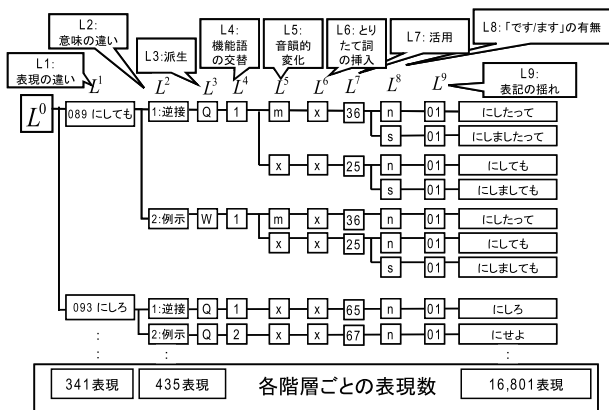 L1:
表現の違い
L2:
意味の違い
L3:派生
L4:
機能語
の交替
L5:
音韻的
変化
L6: とり
たて詞
の挿入
L7: 活用
L8: 「です/ます」の有無
L9:
表記の揺れ
L¹ L² L³ L⁴ L⁵ L⁶ L⁷ L⁸ L⁹
L⁰
089 にしても 1:逆接 Q 1 m x 36 n 01 にしたって
s 01 にしましたって
x x 25 n 01 にしても
s 01 にしましても
2:例示 W 1 m x 36 n 01 にしたって
x x 25 n 01 にしても
s 01 にしましても
093 にしろ 1:逆接 Q 1 x x 65 n 01 にしろ
2:例示 Q 2 x x 67 n 01 にせよ
: : :
: :
341表現 435表現 各階層ごとの表現数 16,801表現